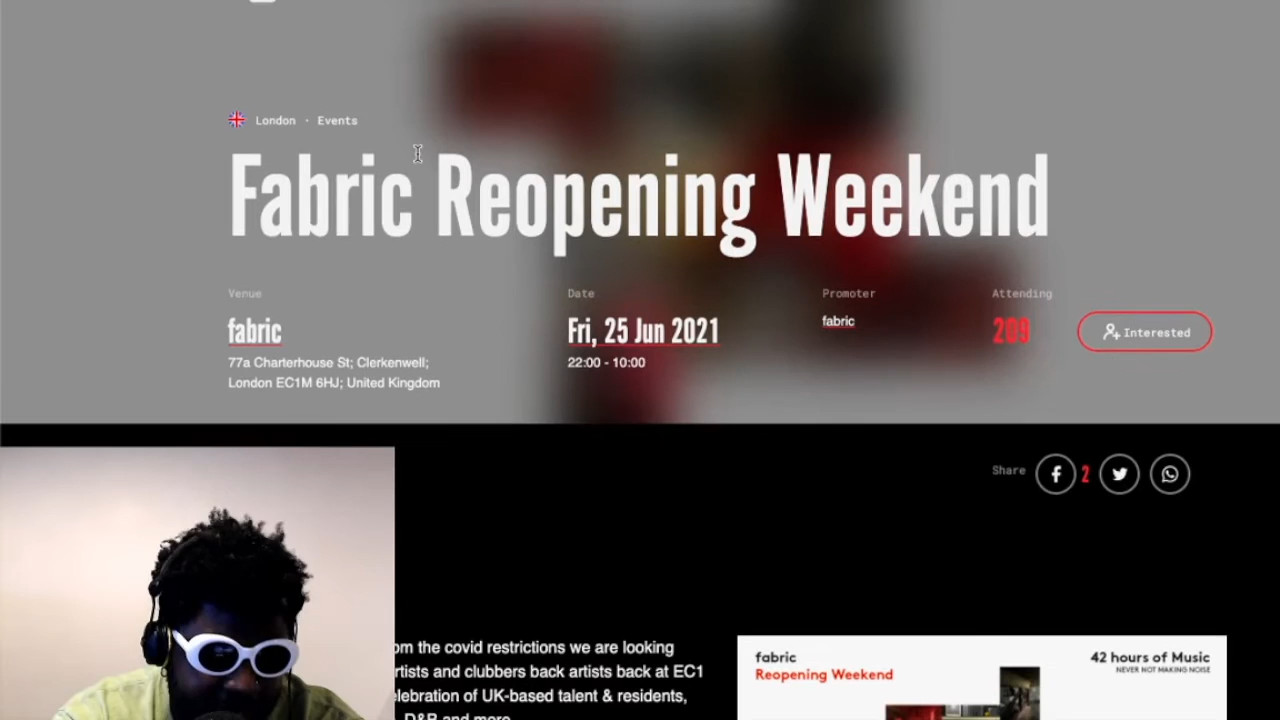 London · Events
Fabric Reopening Weekend
Venue
fabric
77a Charterhouse St; Clerkenwell;
London EC1M 6HJ; United Kingdom
Date
Fri, 25 Jun 2021
22:00 - 10:00
Promoter
fabric
Attending
209
Interested
Share
2
the covid restrictions we are looking
and clubbers back artists back at EC1
of UK-based talent & residents,
D&B and more
fabric
Reopening Weekend
42 hours of Music
NEVER NOT MAKING NOISE